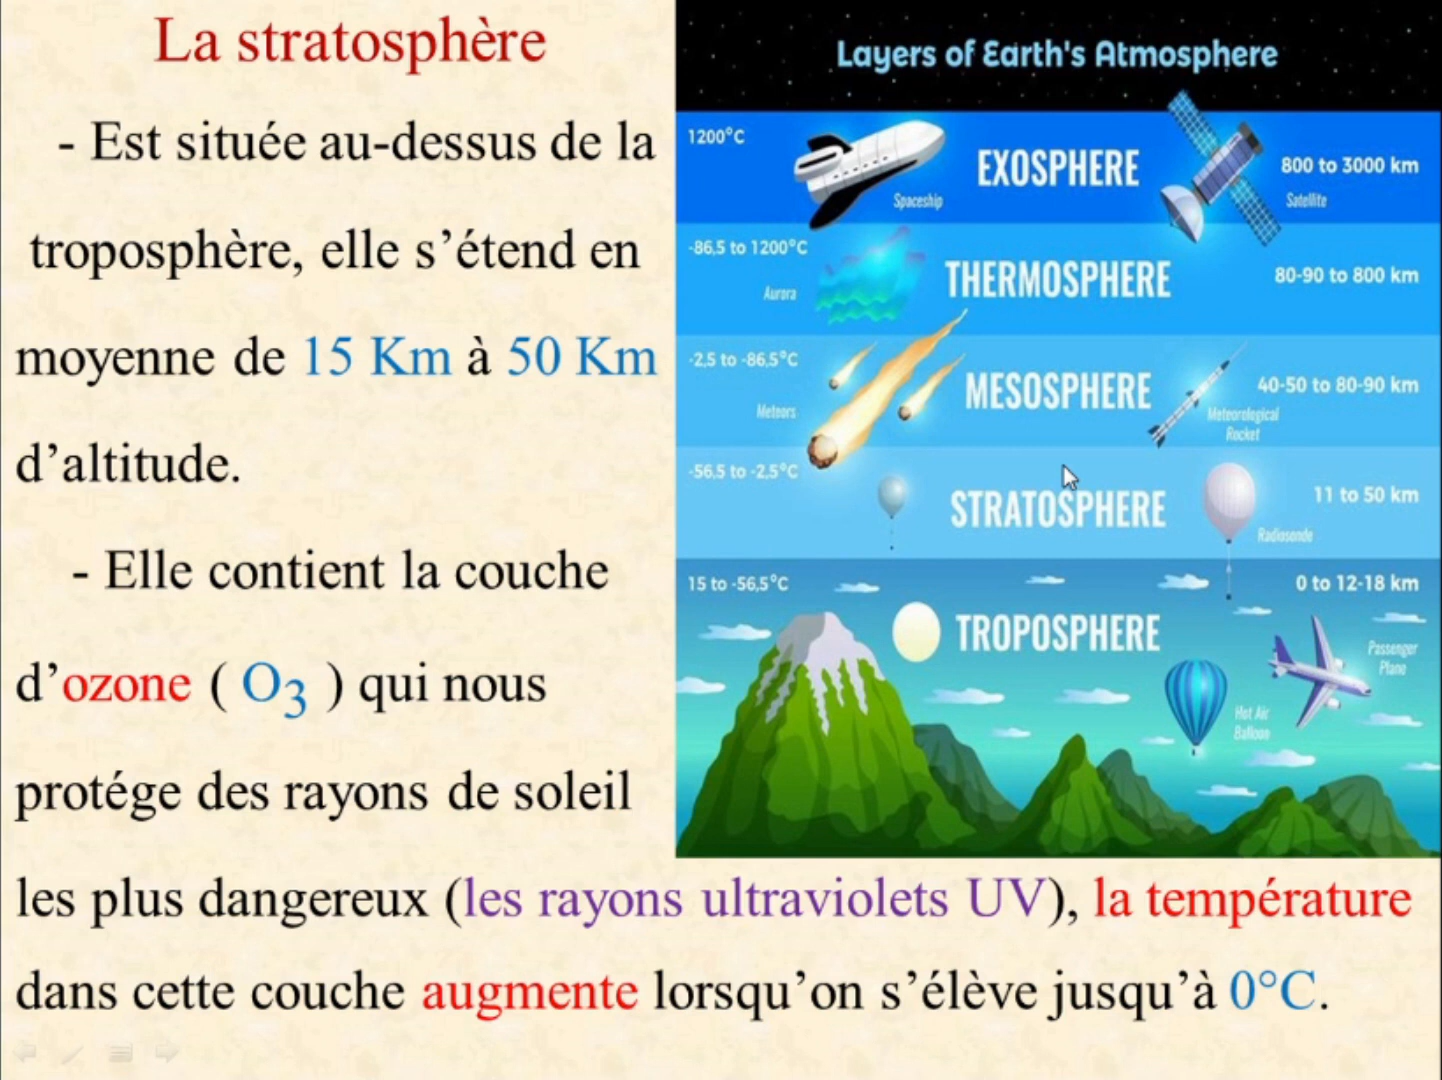 La stratosphère
- Est située au-dessus de la
troposphère, elle s’étend en
moyenne de 15 Km à 50 Km
d’altitude.
- Elle contient la couche
d’ozone ( O₃ ) qui nous
protége des rayons de soleil
les plus dangereux (les rayons ultraviolets UV), la température
dans cette couche augmente lorsqu’on s’élève jusqu’à 0°C.
Layers of Earth's Atmosphere
1200°C
EXOSPHERE
800 to 3000 km
Spaceship
Satellite
-86,5 to 1200°C
THERMOSPHERE
80-90 to 800 km
Aurora
-2,5 to -86,5°C
MESOSPHERE
40-50 to 80-90 km
Meteors
Meteorological
Rocket
-56,5 to -2,5°C
STRATOSPHERE
11 to 50 km
Radiosonde
15 to -56,5°C
0 to 12-18 km
TROPOSPHERE
Passenger
Plane
Hot Air
Balloon